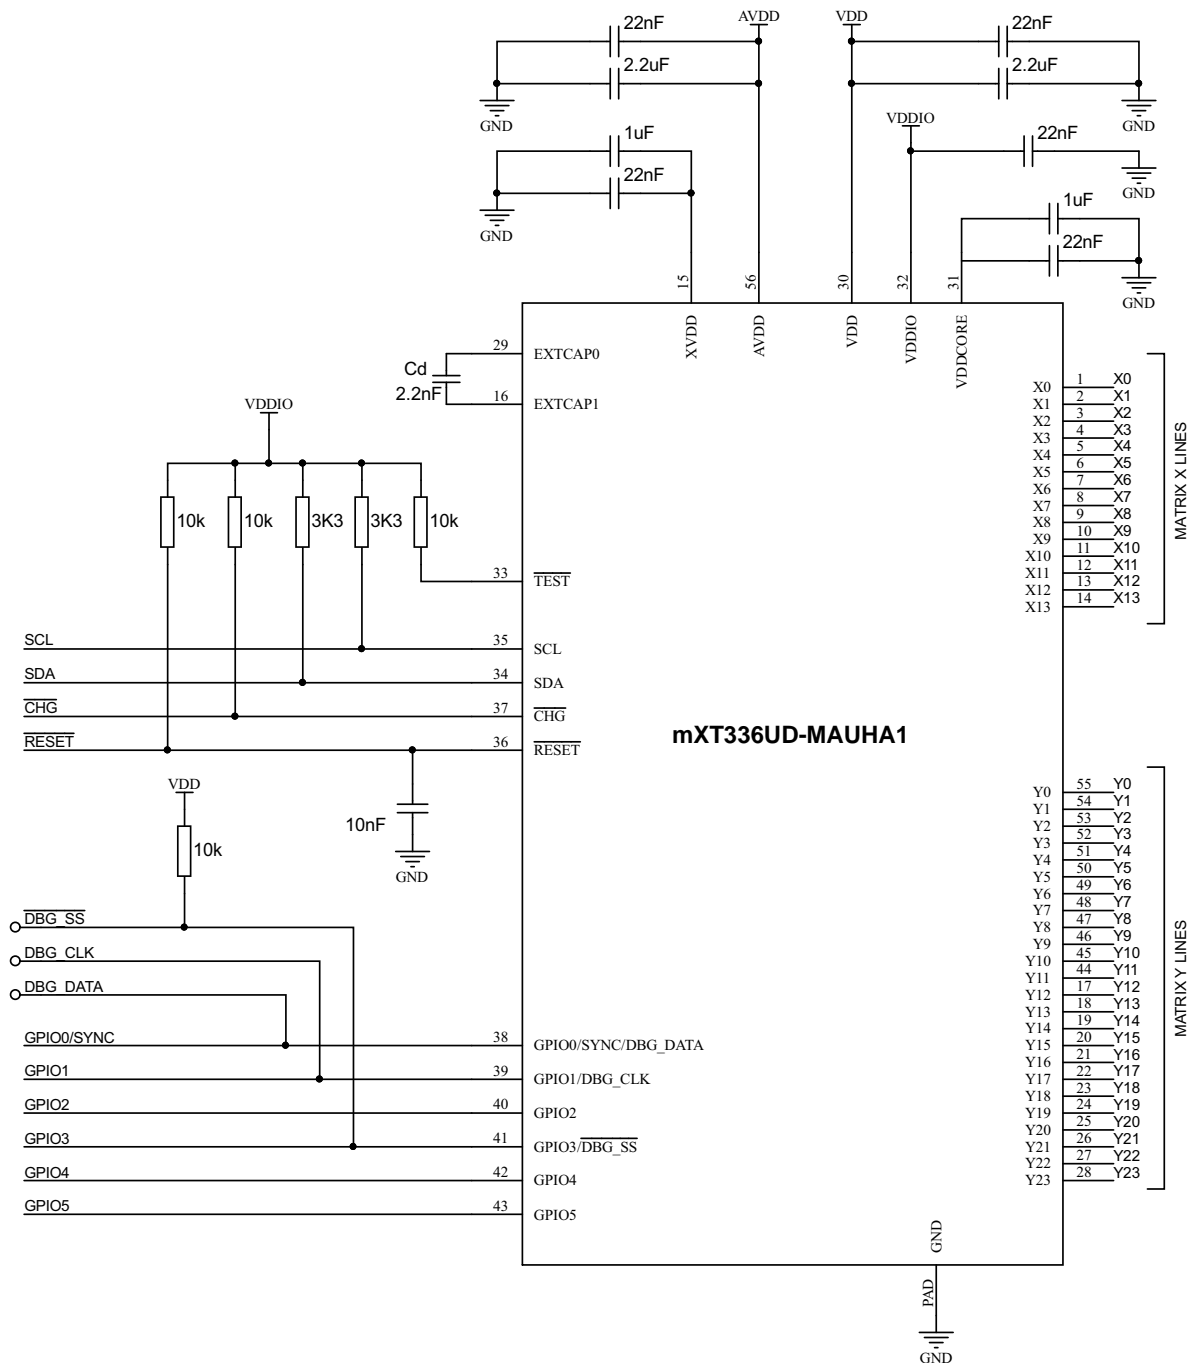 22nF
AVDD
VDD
22nF
2.2uF
2.2uF
GND
GND
VDDIO
1uF
22nF
22nF
GND
GND
1uF
22nF
GND
15
56
30
32
31
XVDD
AVDD
VDD
VDDIO
VDDCORE
29
EXTCAP0
Cd
2.2nF
16
EXTCAP1
VDDIO
10k
10k
3K3
3K3
10k
33
TEST
SCL
35
SCL
SDA
34
SDA
CHG
37
CHG
RESET
36
RESET
mXT336UD-MAUHA1
VDD
10k
10nF
GND
DBG_SS
DBG_CLK
DBG_DATA
GPIO0/SYNC
38
GPIO0/SYNC/DBG_DATA
GPIO1
39
GPIO1/DBG_CLK
GPIO2
40
GPIO2
GPIO3
41
GPIO3/DBG_SS
GPIO4
42
GPIO4
GPIO5
43
GPIO5
X0 1 X0
X1 2 X1
X2 3 X2
X3 4 X3
X4 5 X4
X5 6 X5
X6 7 X6
X7 8 X7
X8 9 X8
X9 10 X9
X10 11 X10
X11 12 X11
X12 13 X12
X13 14 X13
MATRIX X LINES
Y0 55 Y0
Y1 54 Y1
Y2 53 Y2
Y3 52 Y3
Y4 51 Y4
Y5 50 Y5
Y6 49 Y6
Y7 48 Y7
Y8 47 Y8
Y9 46 Y9
Y10 45 Y10
Y11 44 Y11
Y12 17 Y12
Y13 18 Y13
Y14 19 Y14
Y15 20 Y15
Y16 21 Y16
Y17 22 Y17
Y18 23 Y18
Y19 24 Y19
Y20 25 Y20
Y21 26 Y21
Y22 27 Y22
Y23 28 Y23
MATRIX Y LINES
GND
PAD
GND